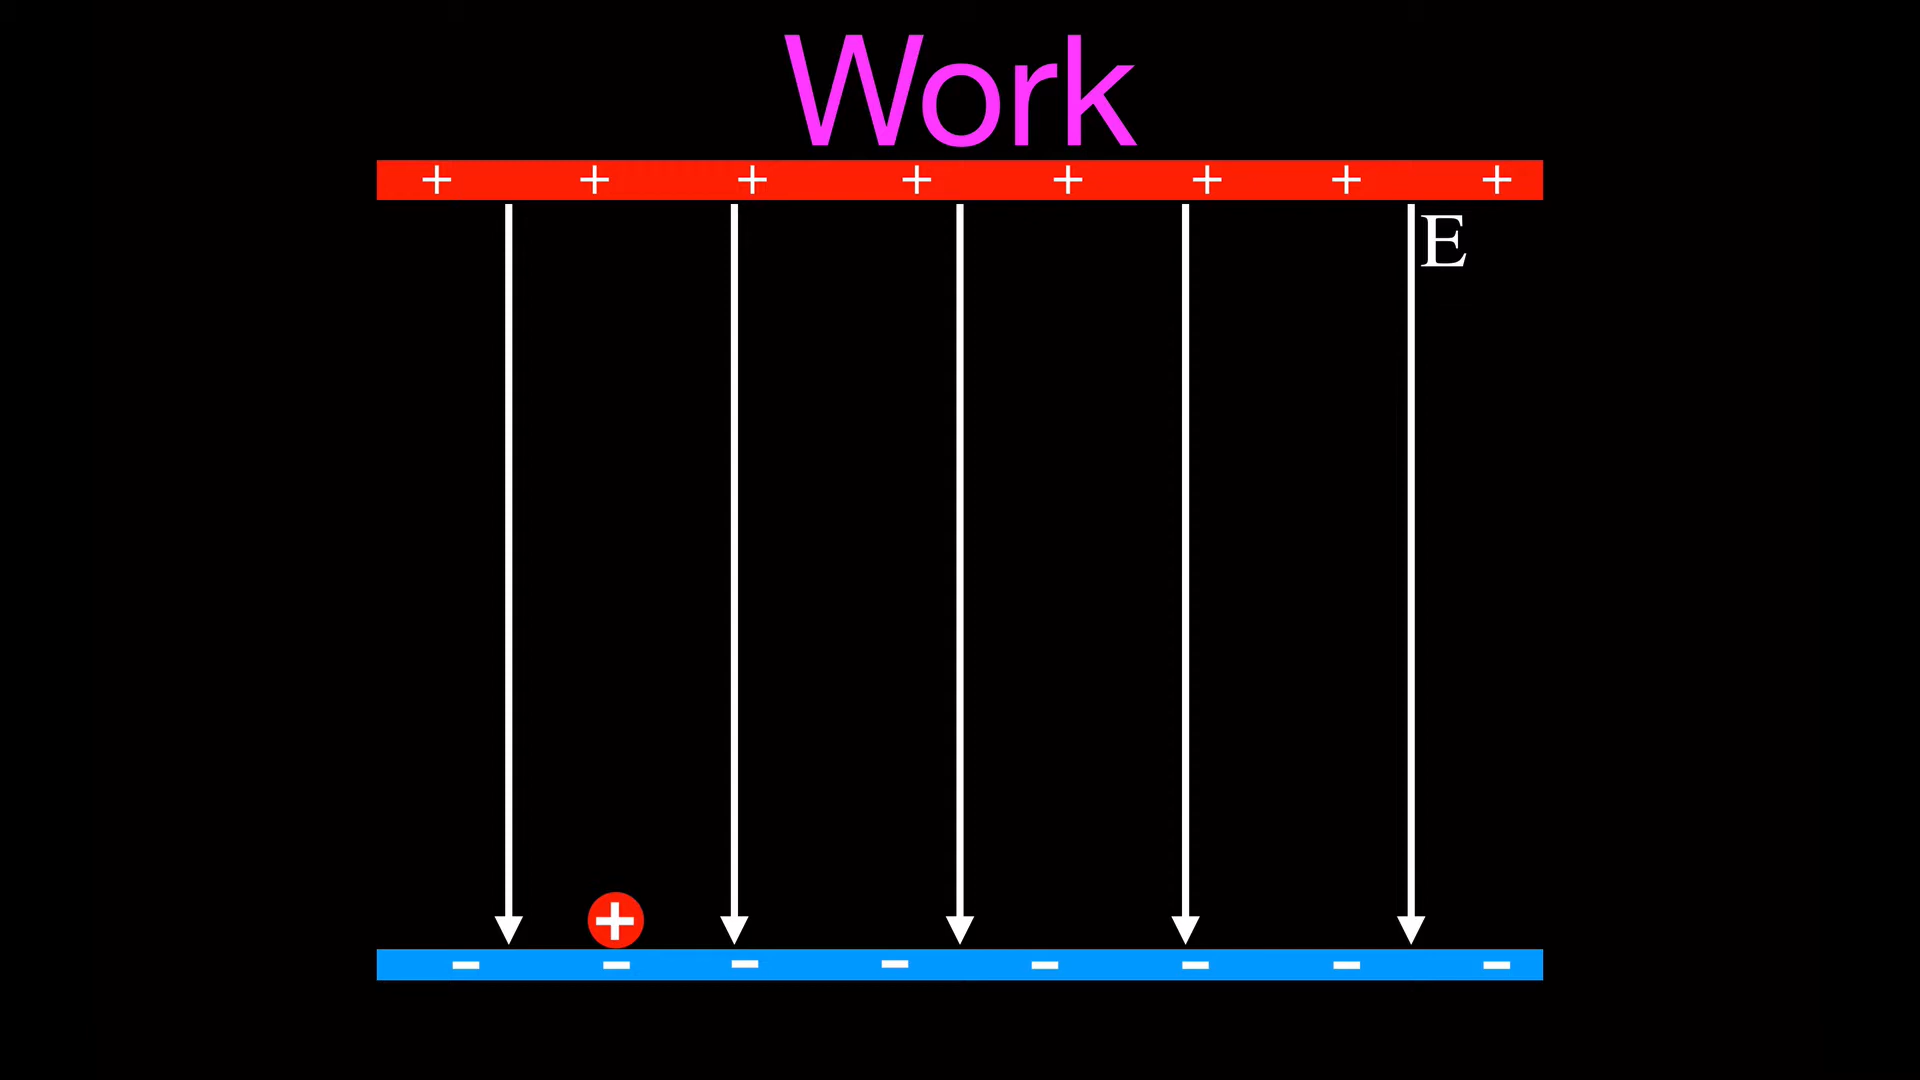 Work
+ + + + + + + +
E
+
- - - - - - - -